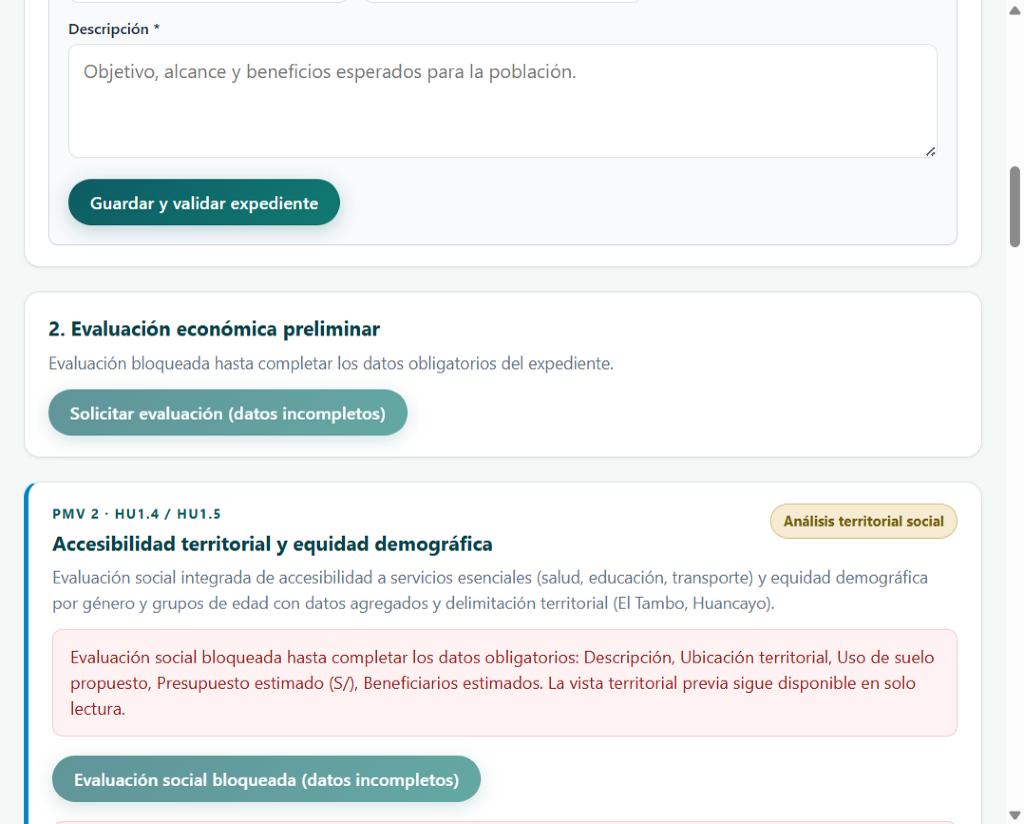 Descripción *
Objetivo, alcance y beneficios esperados para la población.
Guardar y validar expediente
2. Evaluación económica preliminar
Evaluación bloqueada hasta completar los datos obligatorios del expediente.
Solicitar evaluación (datos incompletos)
PMV 2 · HU1.4 / HU1.5
Análisis territorial social
Accesibilidad territorial y equidad demográfica
Evaluación social integrada de accesibilidad a servicios esenciales (salud, educación, transporte) y equidad demográfica
por género y grupos de edad con datos agregados y delimitación territorial (El Tambo, Huancayo).
Evaluación social bloqueada hasta completar los datos obligatorios: Descripción, Ubicación territorial, Uso de suelo
propuesto, Presupuesto estimado (S/), Beneficiarios estimados. La vista territorial previa sigue disponible en solo
lectura.
Evaluación social bloqueada (datos incompletos)